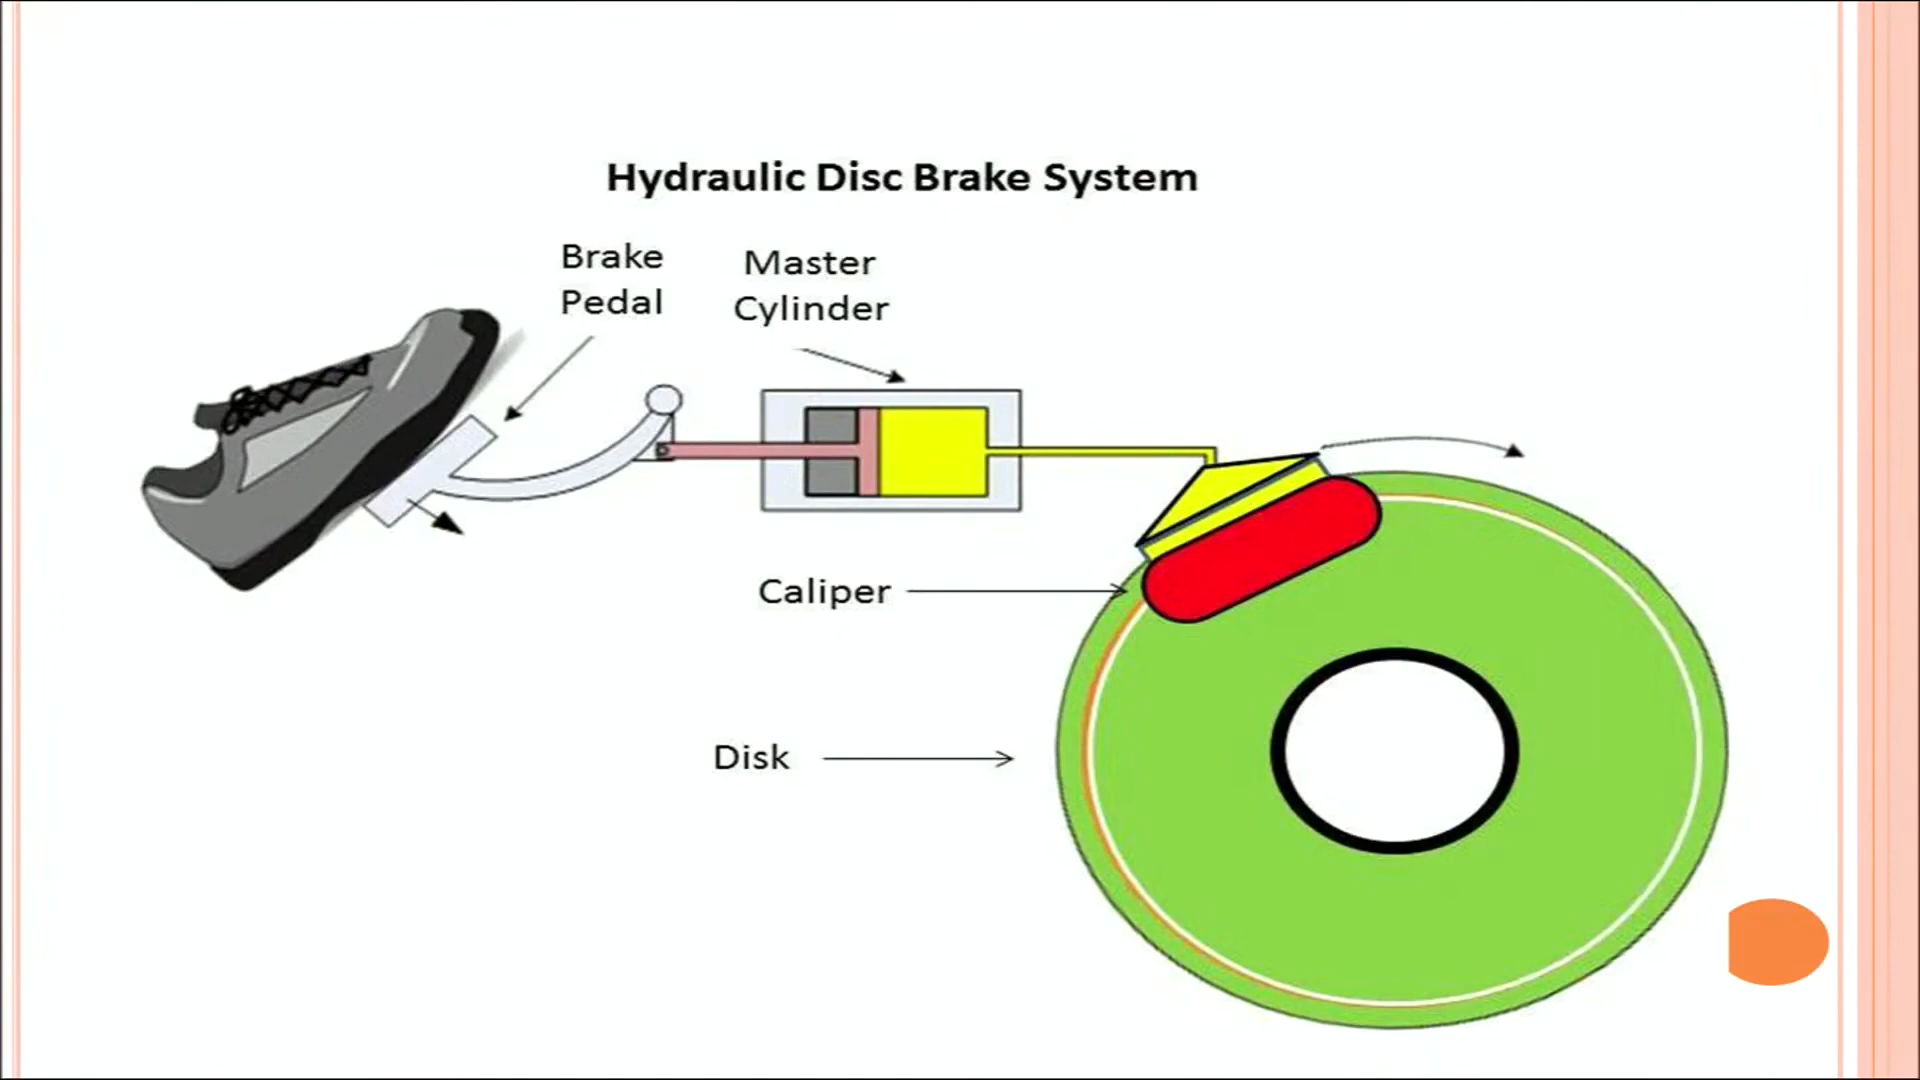 Hydraulic Disc Brake System
Brake
Pedal
Master
Cylinder
Caliper
Disk